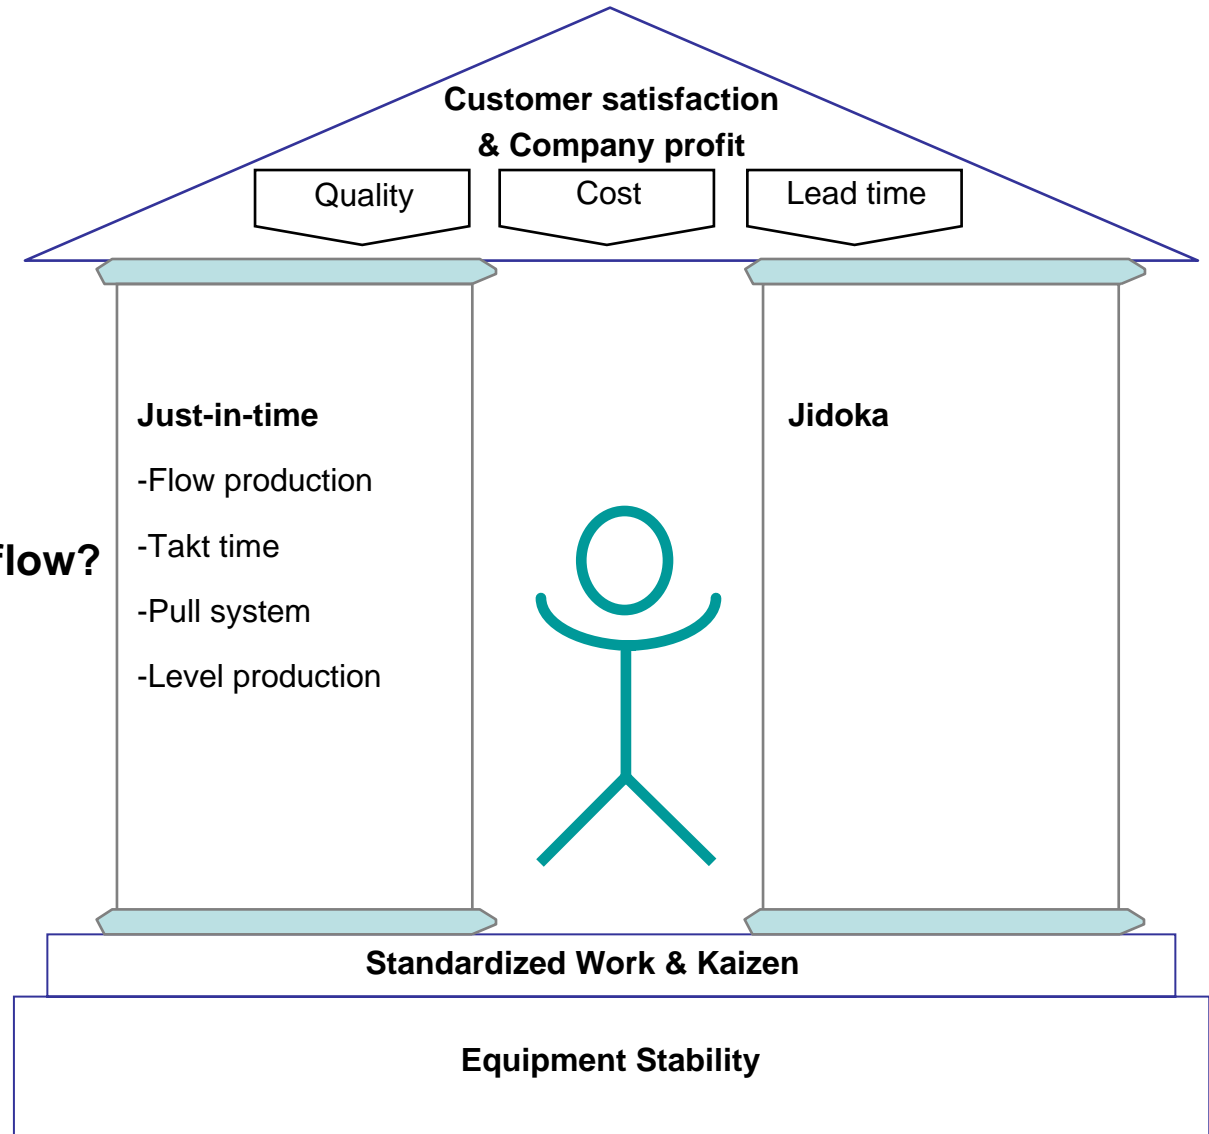 Customer satisfaction
& Company profit
Quality
Cost
Lead time
Just-in-time
-Flow production
-Takt time
-Pull system
-Level production
flow?
Jidoka
Standardized Work & Kaizen
Equipment Stability